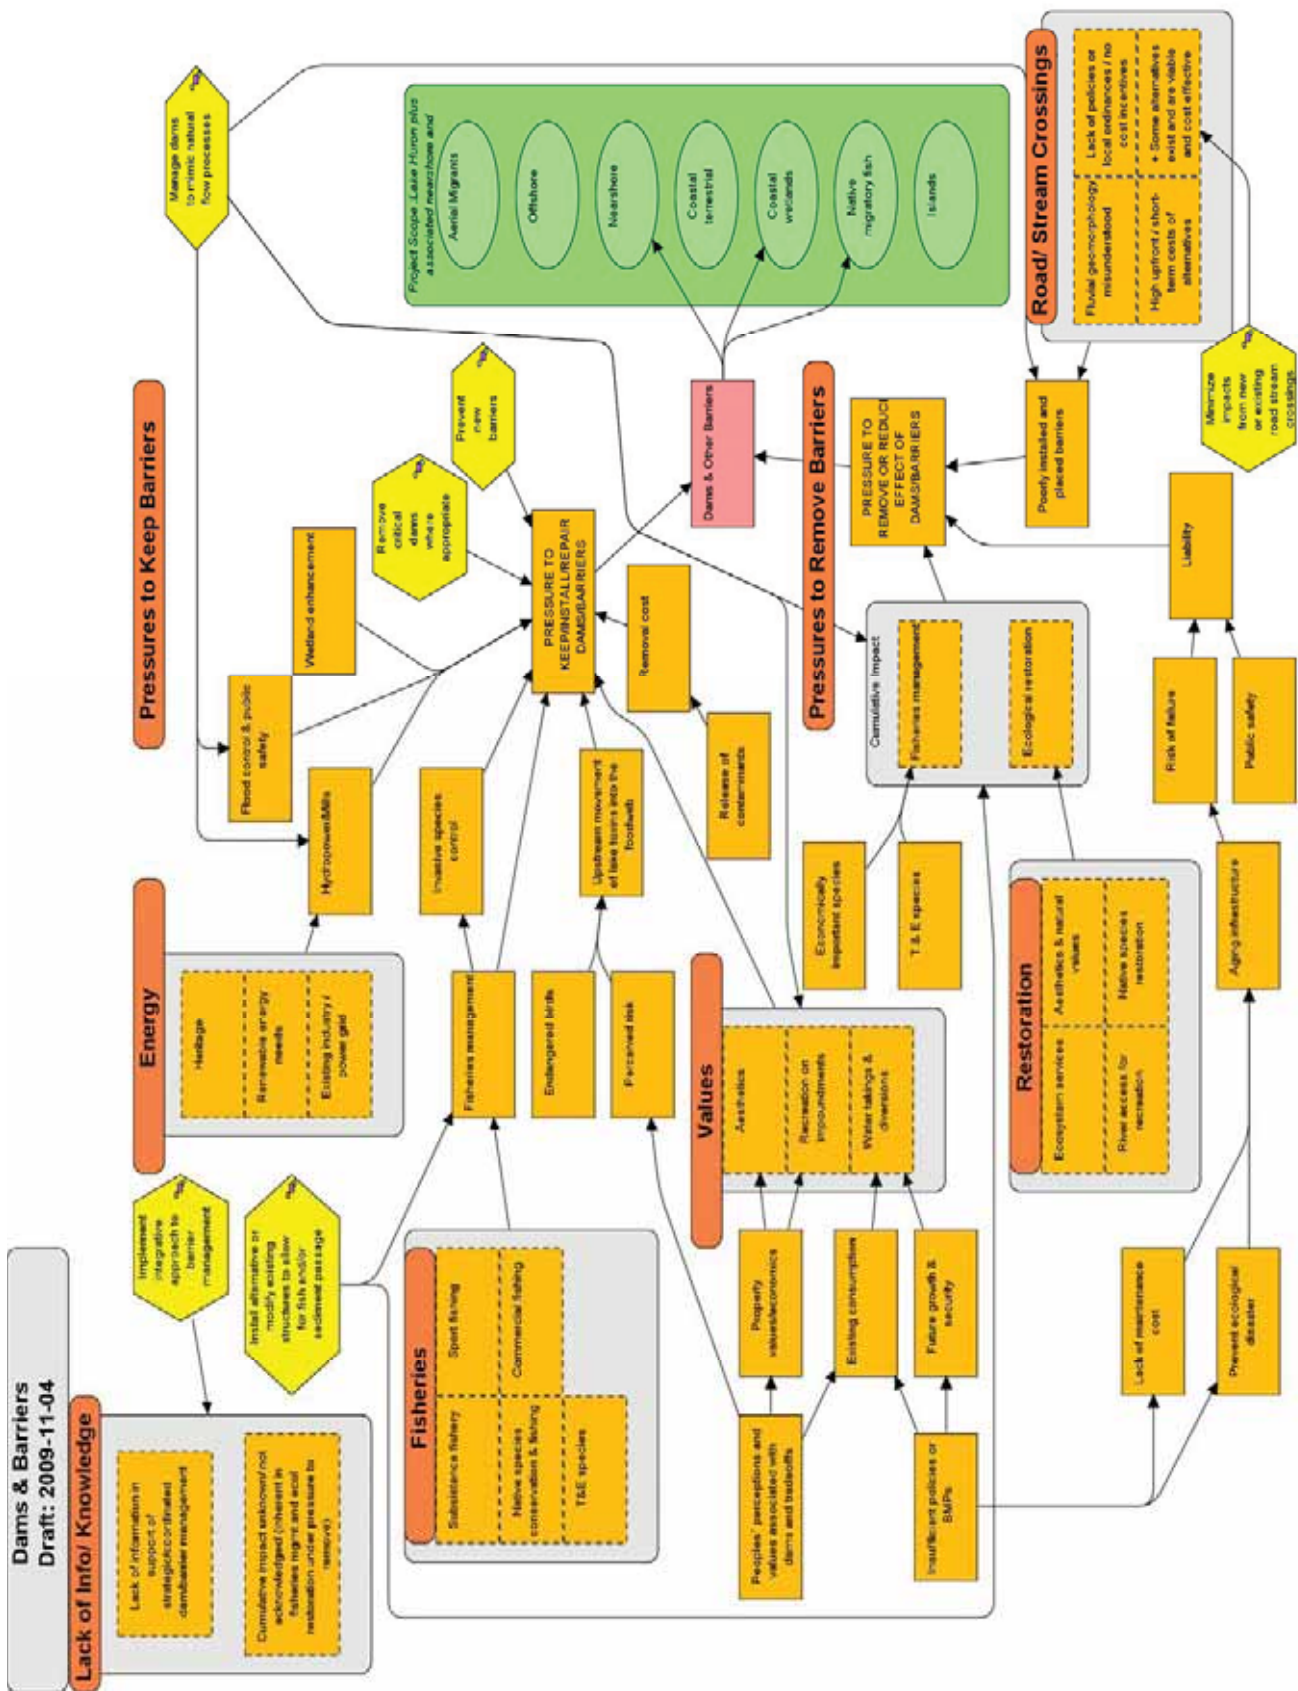 Dams & Barriers
Draft: 2009-11-04
Lack of Info/ Knowledge
Lack of information in
support of
strategic/coordinated
dam/barrier management
Cumulative impact unknown/ not
acknowledged (inherent in
fisheries mgmt and ecol
restoration under pressure to
remove)
Implement
integrative
approach to
barrier
management
Install alternative or
modify existing
structures to allow
for fish and/or
sediment passage
Energy
Heritage
Renewable energy
needs
Existing industry /
power grid
Pressures to Keep Barriers
Manage dams
to mimic natural
flow processes
Flood control & public
safety
Wetland enhancement
Hydropower/Mills
Remove
critical
dams
where
appropriate
Prevent
new
barriers
Fisheries
Subsistence fishery
Sport fishing
Native species
conservation & fishing
Commercial fishing
T&E species
Fisheries management
Invasive species
control
Endangered birds
Perceived risk
Upstream movement
of lake toxins into the
foodweb
PRESSURE TO
KEEP/INSTALL/REPAIR
DAMS/BARRIERS
Removal cost
Release of
contaminants
Project Scope :Lake Huron plus
associated nearshore and
Aerial Migrants
Offshore
Nearshore
Coastal
terrestrial
Coastal
wetlands
Native
migratory fish
Islands
Dams & Other Barriers
Values
Aesthetics
Recreation on
impoundments
Water takings &
diversions
Peoples' perceptions and
values associated with
dams and tradeoffs
Property
values/economics
Existing consumption
Future growth &
security
Insufficient policies or
BMPs
Pressures to Remove Barriers
PRESSURE TO
REMOVE OR REDUCE
EFFECT OF
DAMS/BARRIERS
Cumulative Impact
Fisheries management
Ecological restoration
Economically
important species
T & E species
Restoration
Ecosystem services
Aesthetics & natural
values
River access for
recreation
Native species
restoration
Lack of maintenance
cost
Prevent ecological
disaster
Aging infrastructure
Risk of failure
Public safety
Liability
Poorly installed and
placed barriers
Road/ Stream Crossings
Fluvial geomorphology
misunderstood
Lack of policies or
local ordinances / no
cost incentives
High upfront / short-
term costs of
alternatives
+ Some alternatives
exist and are viable
and cost effective
Minimize
impacts
from new
or existing
road stream
crossings